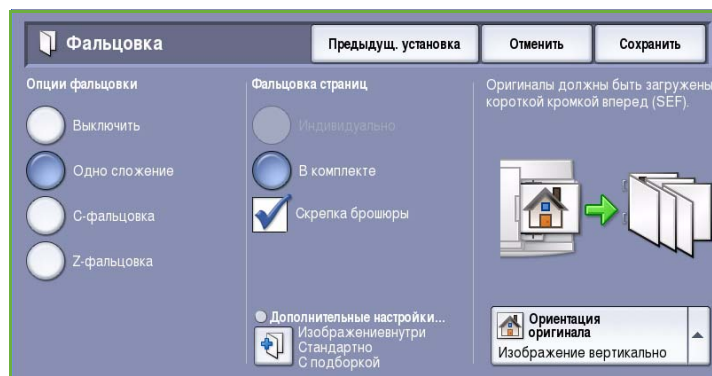 Фальцовка
Предыдущ. установка
Отменить
Сохранить
Опции фальцовки
Выключить
Одно сложение
С-фальцовка
Z-фальцовка
Фальцовка страниц
Индивидуально
В комплекте
Скрепка брошюры
Дополнительные настройки...
Изображениевнутри
Стандартно
С подборкой
Оригиналы должны быть загружены
короткой кромкой вперед (SEF).
Ориентация
оригинала
Изображение вертикально